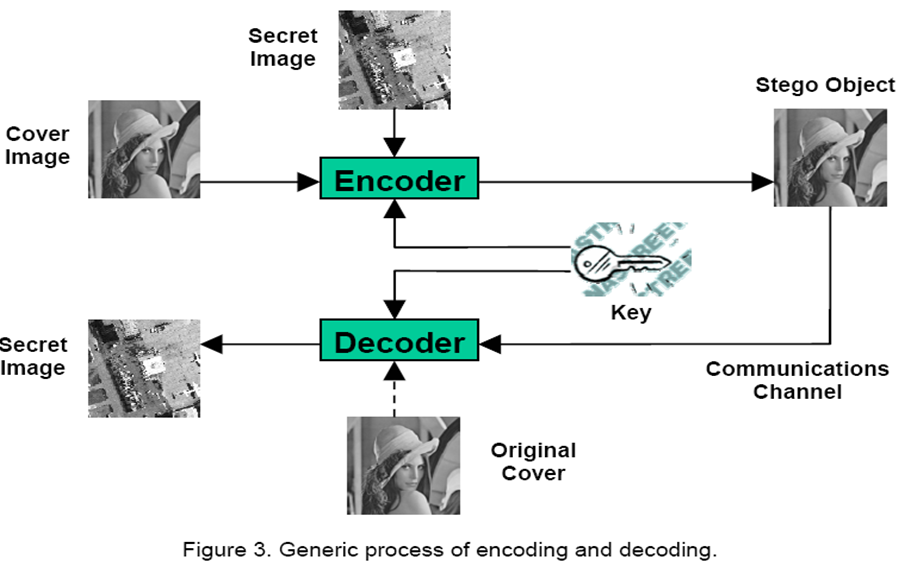 Secret
Image
Stego Object
Cover
Image
Encoder
Key
Secret
Image
Decoder
Communications
Channel
Original
Cover
Figure 3. Generic process of encoding and decoding.